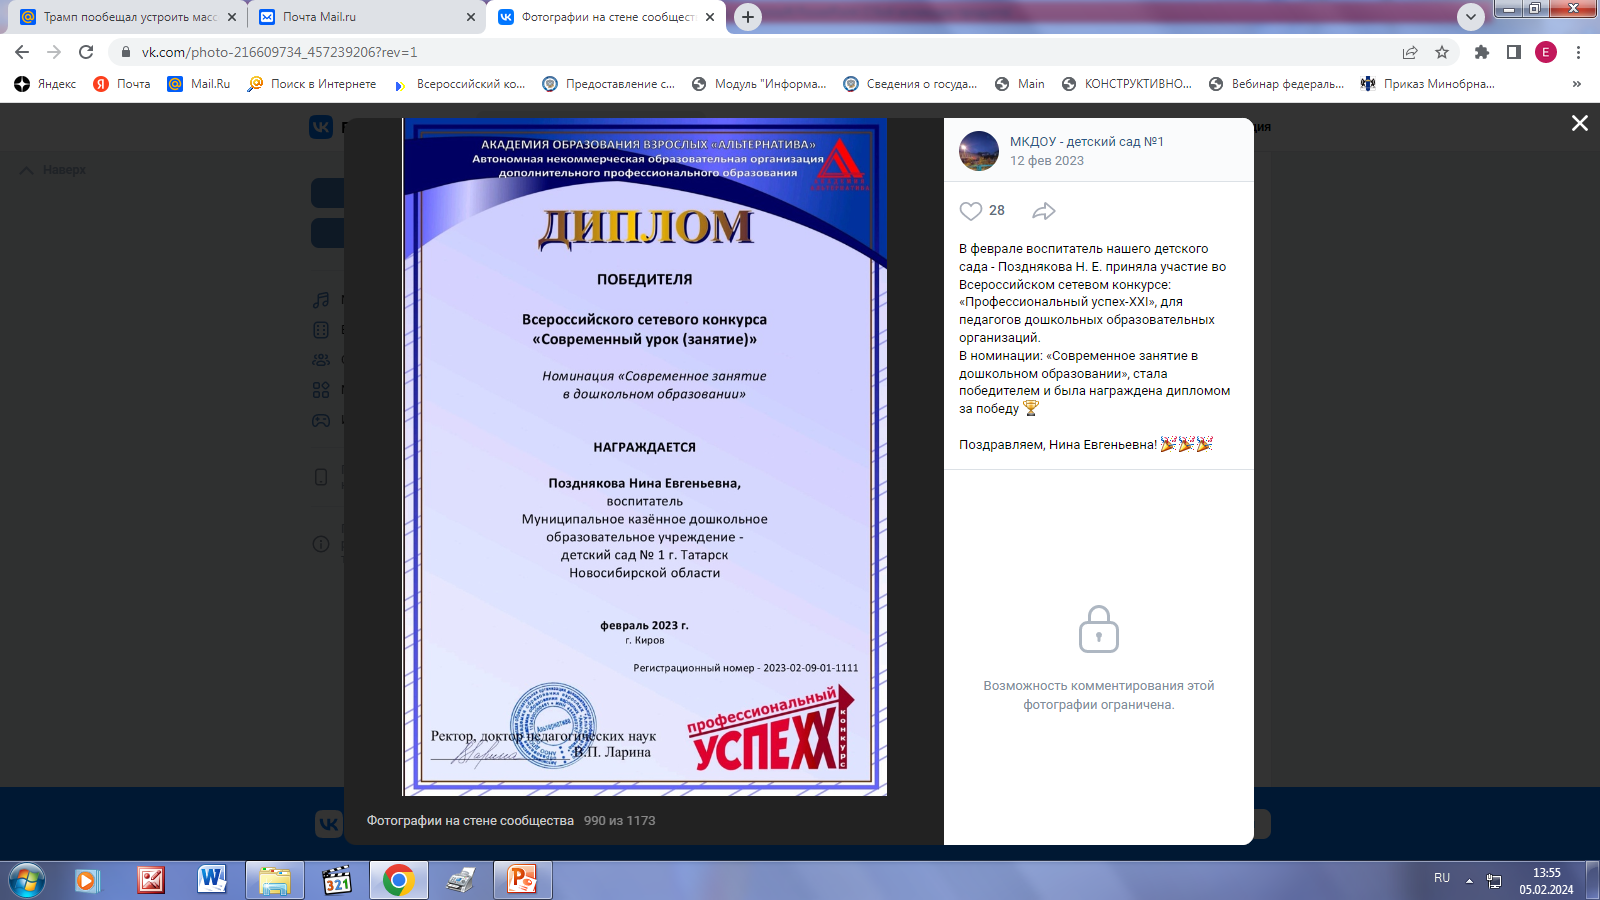 Трамп пообещал устроить масс
Почта Mail.ru
Фотографии на стене сообщест
vk.com/photo-216609734_457239206?rev=1
E
Яндекс
Почта
Mail.Ru
Поиск в Интернете
Всероссийский ко...
Предоставление с...
Модуль "Информа...
Сведения о госуда...
Main
КОНСТРУКТИВНО...
Вебинар федераль...
Приказ Минобрна...
»
Наверх
АКАДЕМИЯ ОБРАЗОВАНИЯ ВЗРОСЛЫХ «АЛЬТЕРНАТИВА»
Автономная некоммерческая образовательная организация
дополнительного профессионального образования
ДИПЛОМ
ПОБЕДИТЕЛЯ
Всероссийского сетевого конкурса
«Современный урок (занятие)»
Номинация «Современное занятие
в дошкольном образовании»
НАГРАЖДАЕТСЯ
Позднякова Нина Евгеньевна,
воспитатель
Муниципальное казённое дошкольное
образовательное учреждение -
детский сад № 1 г. Татарск
Новосибирской области
февраль 2023 г.
г. Киров
Регистрационный номер - 2023-02-09-01-1111
Альтернатива
Ректор, доктор педагогических наук
В.П. Ларина
профессиональный
УСПЕХXX
конкурс
Фотографии на стене сообщества 990 из 1173
МКДОУ - детский сад №1
12 фев 2023
28
В феврале воспитатель нашего детского
сада - Позднякова Н. Е. приняла участие во
Всероссийском сетевом конкурсе:
«Профессиональный успех-XXI», для
педагогов дошкольных образовательных
организаций.
В номинации: «Современное занятие в
дошкольном образовании», стала
победителем и была награждена дипломом
за победу 🏆
Поздравляем, Нина Евгеньевна! 🎉🎉🎉
Возможность комментирования этой
фотографии ограничена.
RU
13:55
05.02.2024